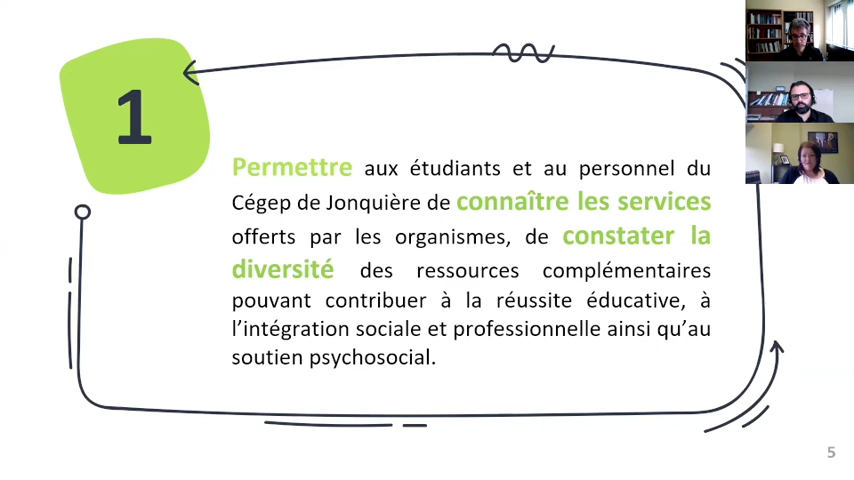 1
Permettre aux étudiants et au personnel du
Cégep de Jonquière de connaître les services
offerts par les organismes, de constater la
diversité des ressources complémentaires
pouvant contribuer à la réussite éducative, à
l’intégration sociale et professionnelle ainsi qu’au
soutien psychosocial.
5